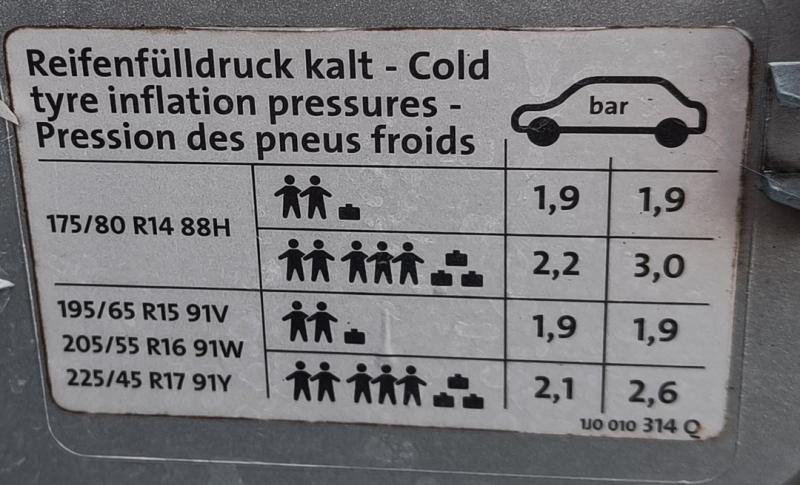 Reifenfülldruck kalt - Cold
tyre inflation pressures -
Pression des pneus froids
bar
175/80 R14 88H
1,9 1,9
2,2 3,0
195/65 R15 91V
205/55 R16 91W
225/45 R17 91Y
1,9 1,9
2,1 2,6
1J0 010 314 Q